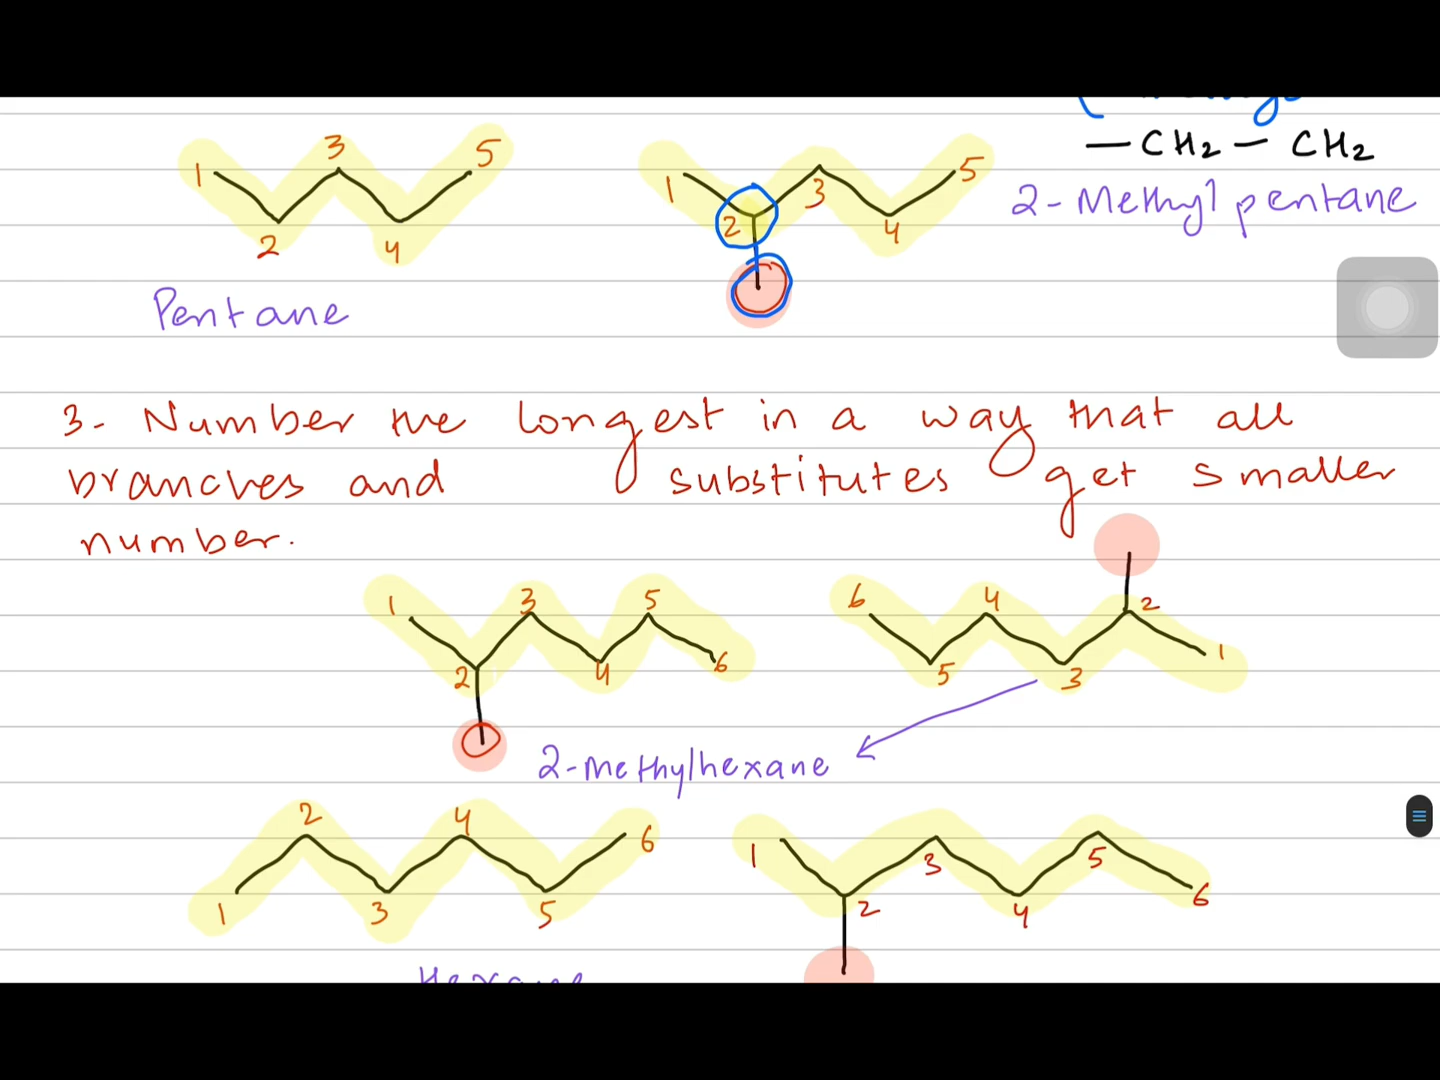 — CH2 — CH2
1 2 3 4 5
1 2 3 4 5
2- Methyl pentane
Pentane
3- Number the longest in a way that all
branches and substitutes get smaller
number.
1 2 3 4 5 6
6 5 4 3 2 1
2-methylhexane
1 2 3 4 5 6
1 2 3 4 5 6
Hexane